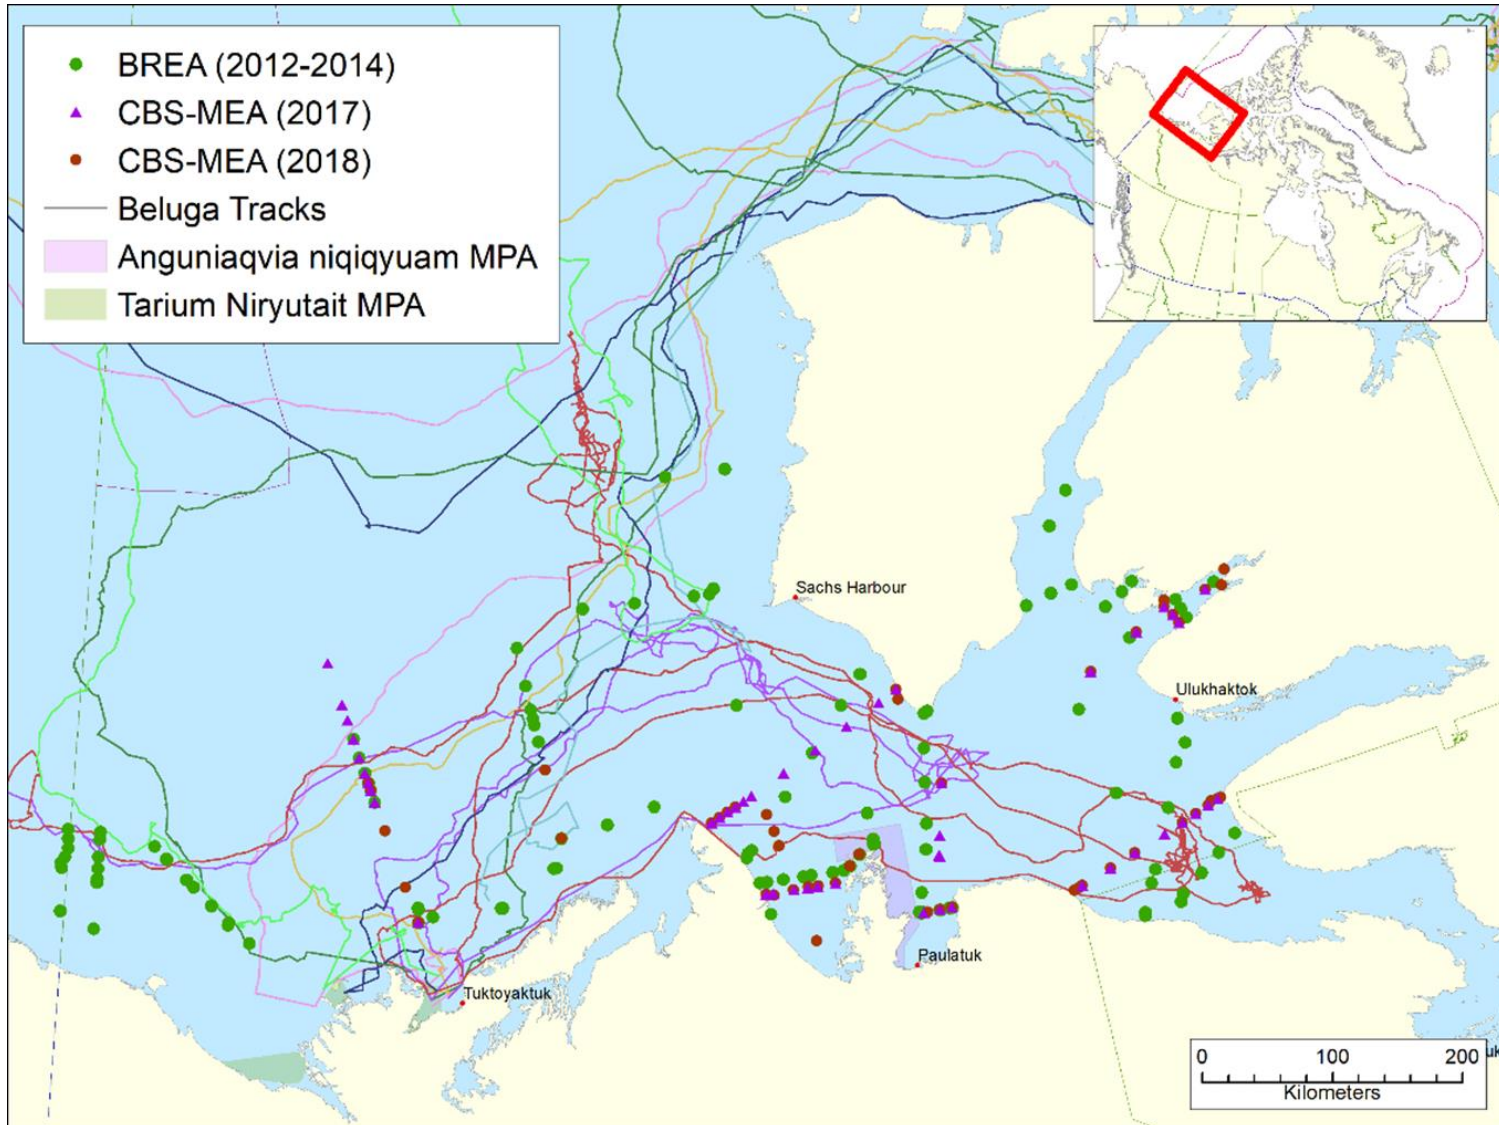 BREA (2012-2014)
CBS-MEA (2017)
CBS-MEA (2018)
Beluga Tracks
Anguniaqvia niqiqyuam MPA
Tarium Niryutait MPA
Sachs Harbour
Ulukhaktok
Paulatuk
Tuktoyaktuk
0 100 200
Kilometers
uk